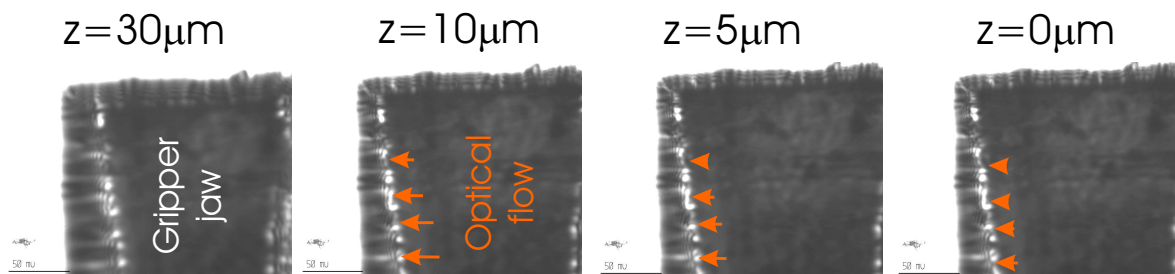 z=30μm
z=10μm
z=5μm
z=0μm
Gripper
jaw
Optical
flow
50 mu
50 mu
50 mu
50 mu